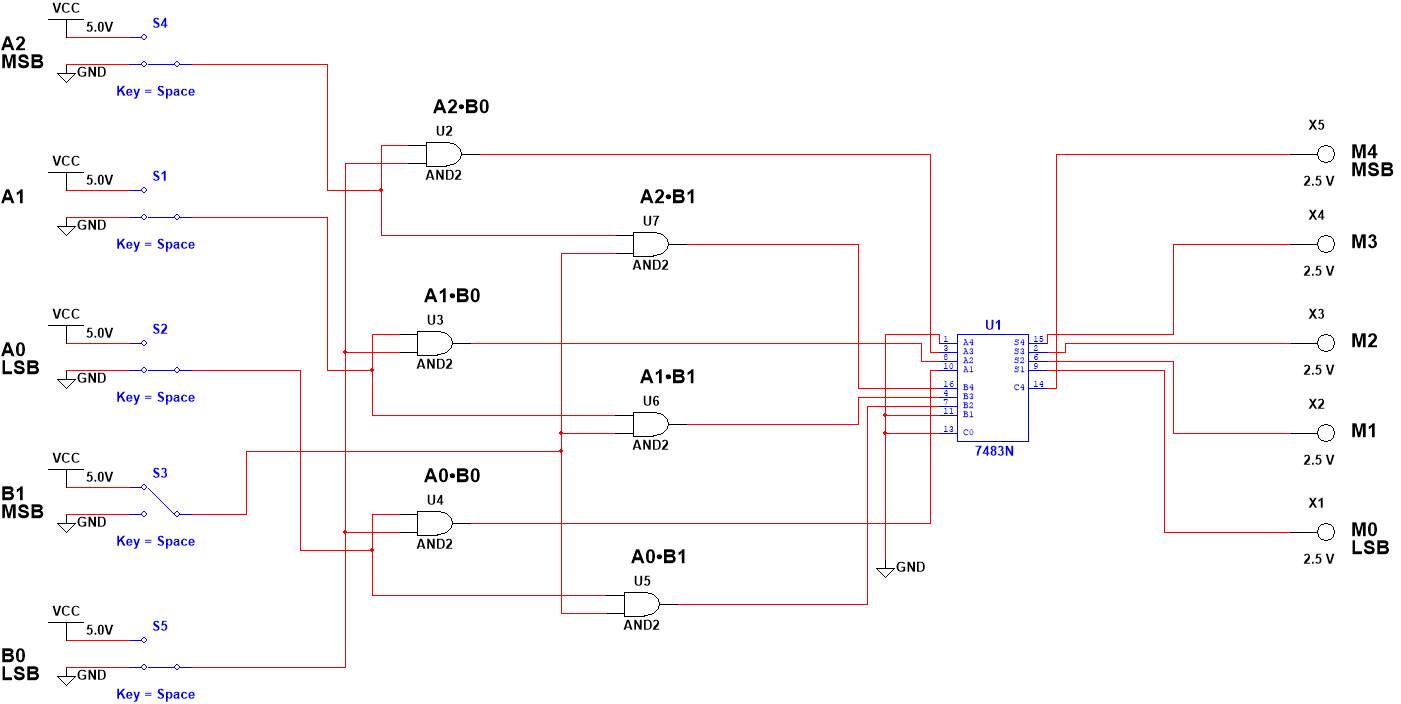 VCC
5.0V
S4
A2
MSB
GND
Key = Space
VCC
5.0V
S1
A1
GND
Key = Space
VCC
5.0V
S2
A0
LSB
GND
Key = Space
VCC
5.0V
S3
B1
MSB
GND
Key = Space
VCC
5.0V
S5
B0
LSB
GND
Key = Space
A2•B0
U2
AND2
A2•B1
U7
AND2
A1•B0
U3
AND2
A1•B1
U6
AND2
A0•B0
U4
AND2
A0•B1
U5
AND2
GND
U1
1 A4 S4 15
3 A3 S3 2
8 A2 S2 6
10 A1 S1 9
16 B4 C4 14
4 B3
7 B2
11 B1
13 C0
7483N
X5
M4
MSB
2.5 V
X4
M3
2.5 V
X3
M2
2.5 V
X2
M1
2.5 V
X1
M0
LSB
2.5 V